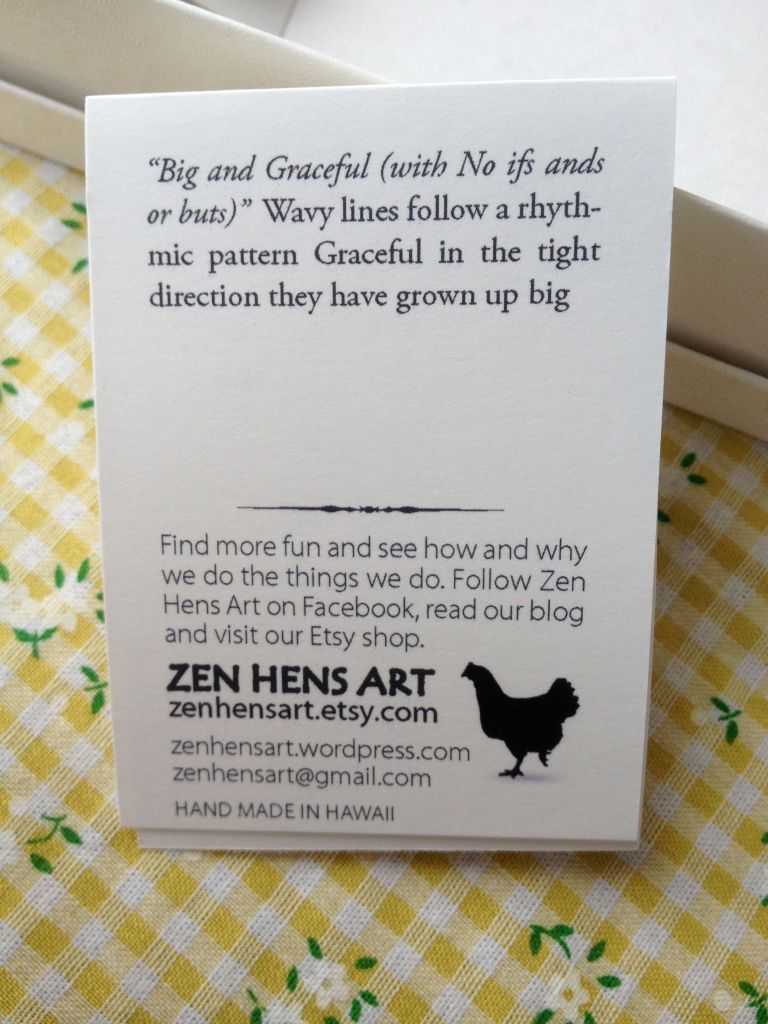 “Big and Graceful (with No ifs ands
or buts)” Wavy lines follow a rhyth-
mic pattern Graceful in the tight
direction they have grown up big
Find more fun and see how and why
we do the things we do. Follow Zen
Hens Art on Facebook, read our blog
and visit our Etsy shop.
ZEN HENS ART
zenhensart.etsy.com
zenhensart.wordpress.com
zenhensart@gmail.com
HAND MADE IN HAWAII